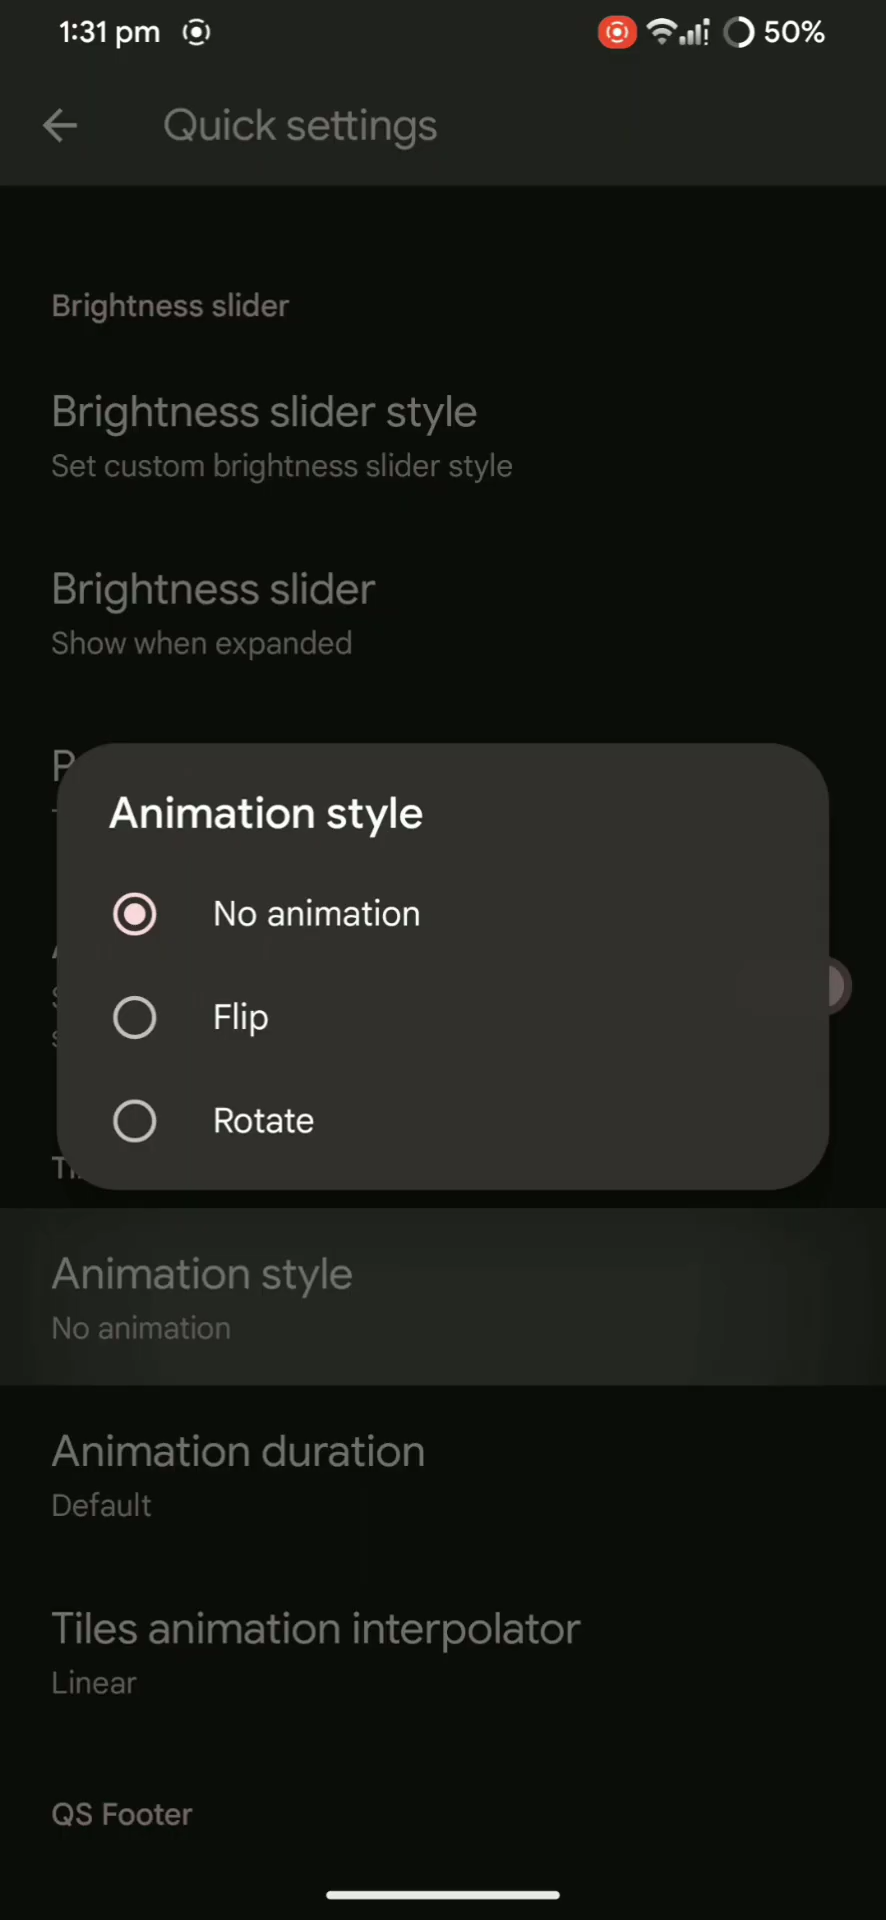 1:31 pm
50%
Quick settings
Brightness slider
Brightness slider style
Set custom brightness slider style
Brightness slider
Show when expanded
Animation style
No animation
Flip
Rotate
Animation style
No animation
Animation duration
Default
Tiles animation interpolator
Linear
QS Footer